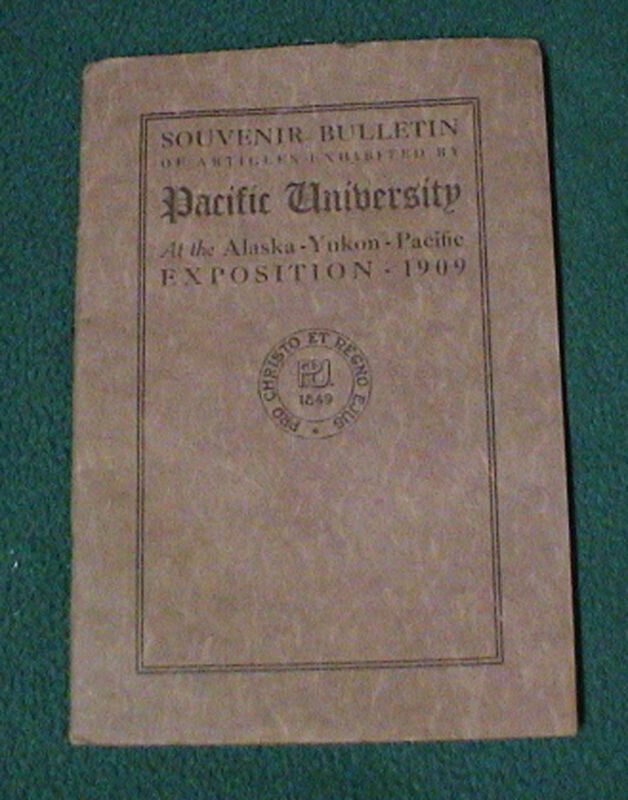 SOUVENIR BULLETIN
OF ARTICLES EXHIBITED BY
Pacific University
At the Alaska-Yukon-Pacific
EXPOSITION - 1909
PRO CHRISTO ET REGNO EJUS
PU
1849